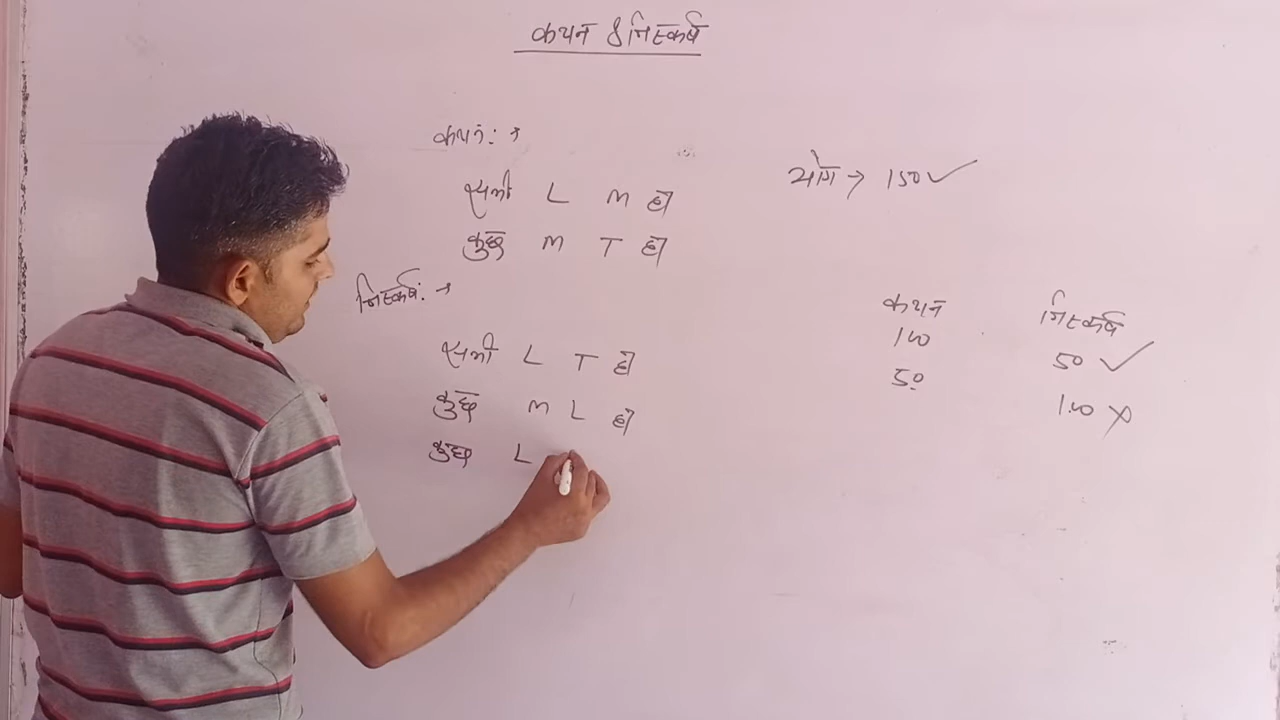 कथन & निष्कर्ष
कथन: →
सभी L M है
कुछ M T है
निष्कर्ष: →
सभी L T है
कुछ M L है
कुछ L
योग → 150 ✓
कथन निष्कर्ष
100 50 ✓
50 100 ✗